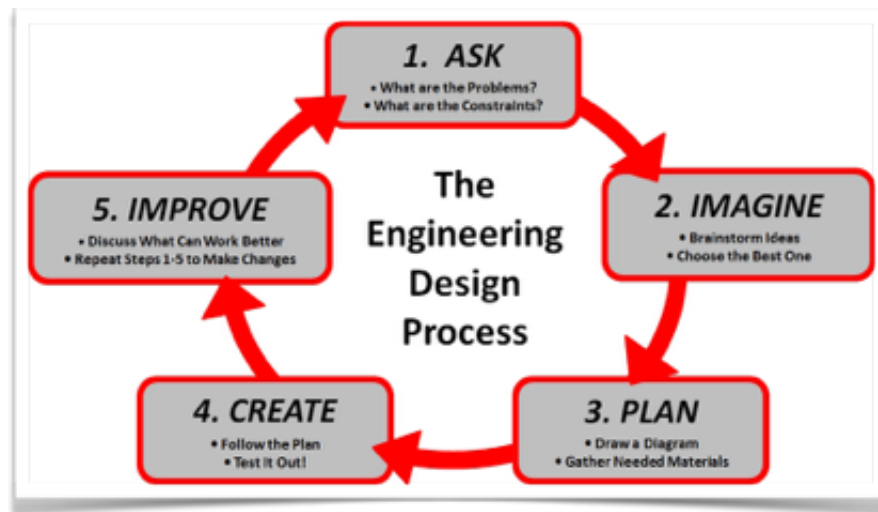 1. ASK
• What are the Problems?
• What are the Constraints?
The
Engineering
Design
Process
2. IMAGINE
• Brainstorm Ideas
• Choose the Best One
3. PLAN
• Draw a Diagram
• Gather Needed Materials
4. CREATE
• Follow the Plan
• Test It Out!
5. IMPROVE
• Discuss What Can Work Better
• Repeat Steps 1-5 to Make Changes